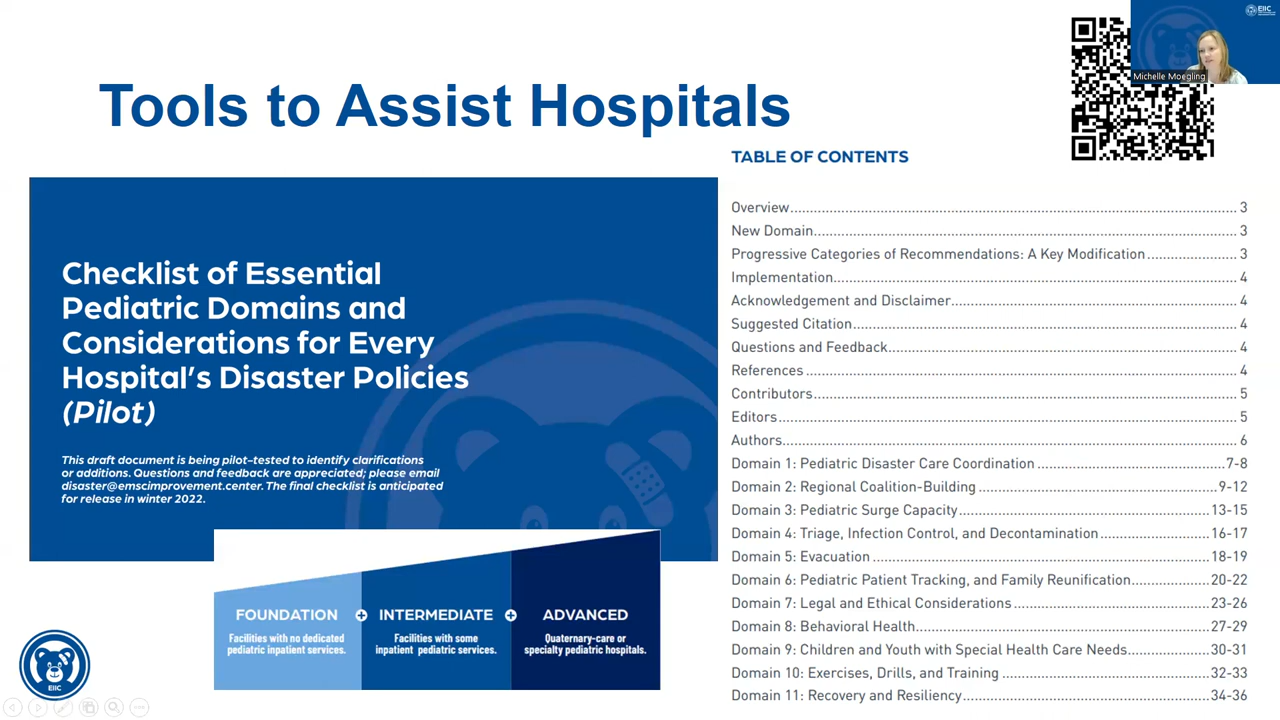 EIIC
Michelle Moegling
Tools to Assist Hospitals
Checklist of Essential
Pediatric Domains and
Considerations for Every
Hospital's Disaster Policies
(Pilot)
This draft document is being pilot-tested to identify clarifications
or additions. Questions and feedback are appreciated; please email
disaster@emscimprovement.center. The final checklist is anticipated
for release in winter 2022.
FOUNDATION
Facilities with no dedicated
pediatric inpatient services.
INTERMEDIATE
Facilities with some
inpatient pediatric services.
ADVANCED
Quaternary-care or
specialty pediatric hospitals.
EIIC
TABLE OF CONTENTS
Overview 3
New Domain 3
Progressive Categories of Recommendations: A Key Modification 3
Implementation 4
Acknowledgement and Disclaimer 4
Suggested Citation 4
Questions and Feedback 4
References 4
Contributors 5
Editors 5
Authors 6
Domain 1: Pediatric Disaster Care Coordination 7-8
Domain 2: Regional Coalition-Building 9-12
Domain 3: Pediatric Surge Capacity 13-15
Domain 4: Triage, Infection Control, and Decontamination 16-17
Domain 5: Evacuation 18-19
Domain 6: Pediatric Patient Tracking, and Family Reunification 20-22
Domain 7: Legal and Ethical Considerations 23-26
Domain 8: Behavioral Health 27-29
Domain 9: Children and Youth with Special Health Care Needs 30-31
Domain 10: Exercises, Drills, and Training 32-33
Domain 11: Recovery and Resiliency 34-36